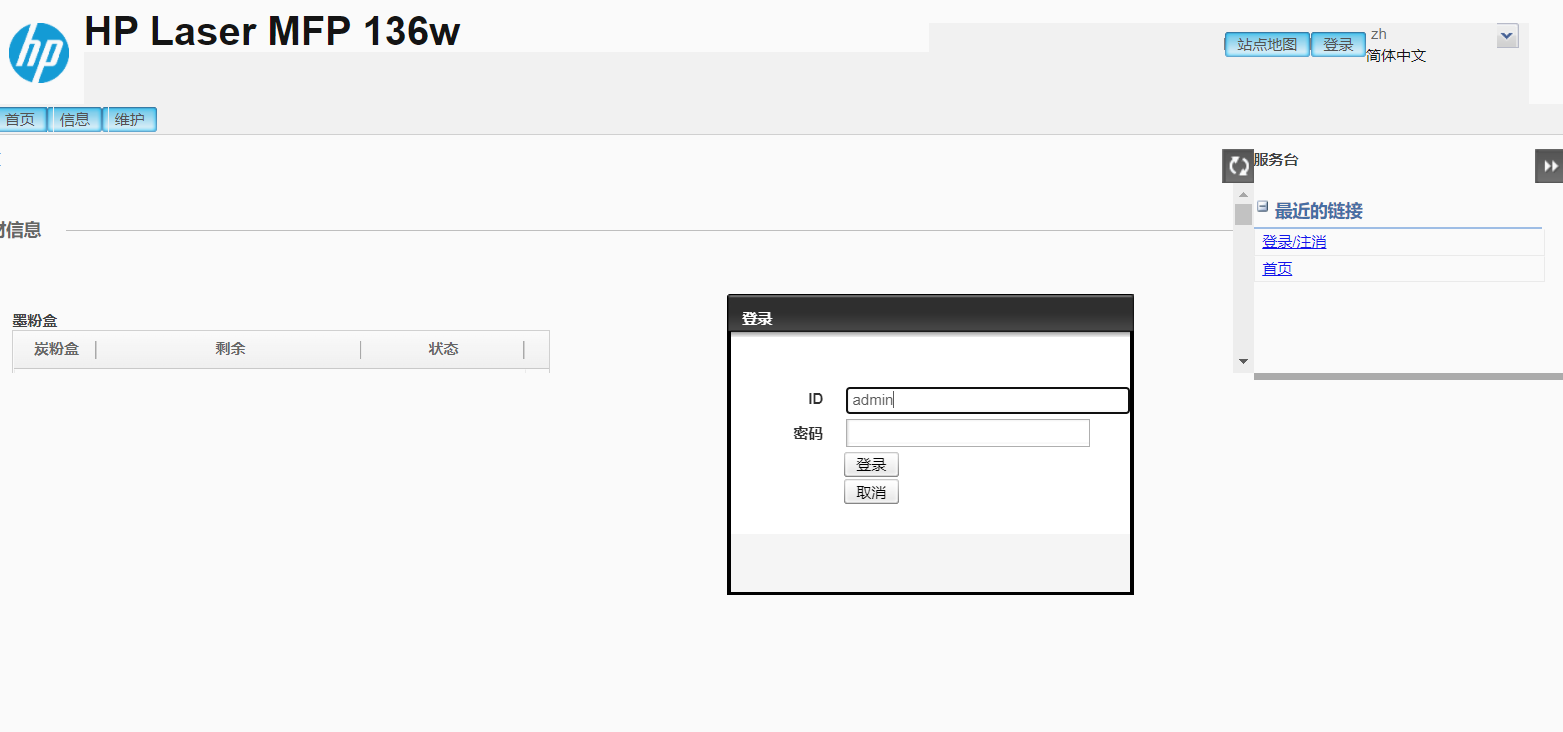 hp
HP Laser MFP 136w
站点地图 登录 zh
简体中文
首页 信息 维护
服务台
材信息
最近的链接
登录/注消
首页
墨粉盒
炭粉盒 剩余 状态
登录
ID admin
密码
登录
取消